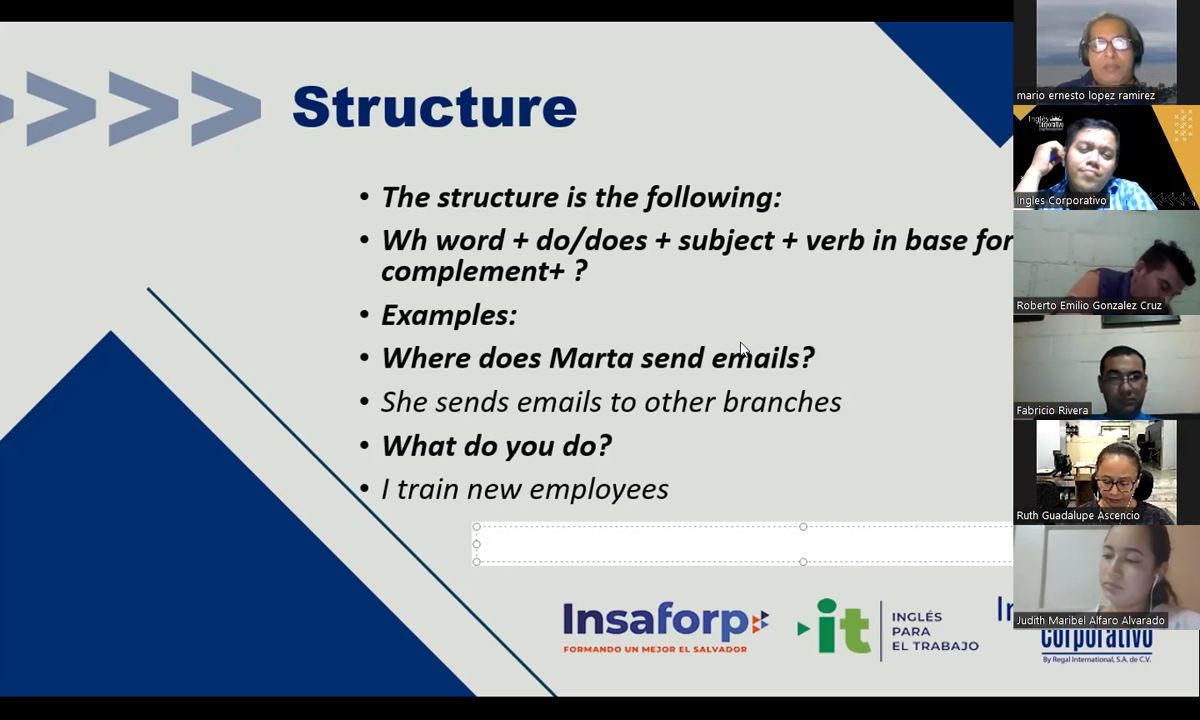 Structure
• The structure is the following:
• Wh word + do/does + subject + verb in base for
complement+ ?
• Examples:
• Where does Marta send emails?
• She sends emails to other branches
• What do you do?
• I train new employees
Insaforp
FORMANDO UN MEJOR EL SALVADOR
it
INGLÉS
PARA
EL TRABAJO
corporativo
By Regal International, S.A. de C.V.
mario ernesto lopez ramirez
Inglés
Corporativo
Ingles Corporativo
Roberto Emilio Gonzalez Cruz
Fabricio Rivera
Ruth Guadalupe Ascencio
Judith Maribel Alfaro Alvarado